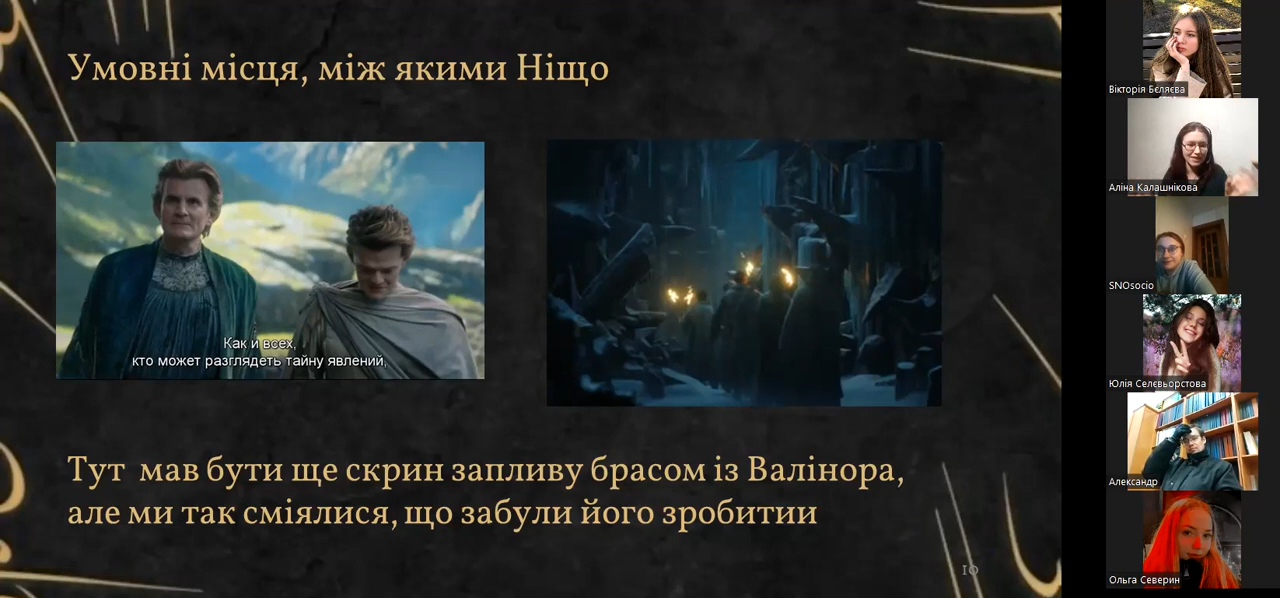 Умовні місця, між якими Ніщо
Как и всех,
кто может разглядеть тайну явлений,
Тут мав бути ще скрин запливу брасом із Валінора,
але ми так сміялися, що забули його зробитии
10
Вікторія Бєляєва
Аліна Калашнікова
SNOsocio
Юлія Селєвьорстова
Александр
Ольга Северин